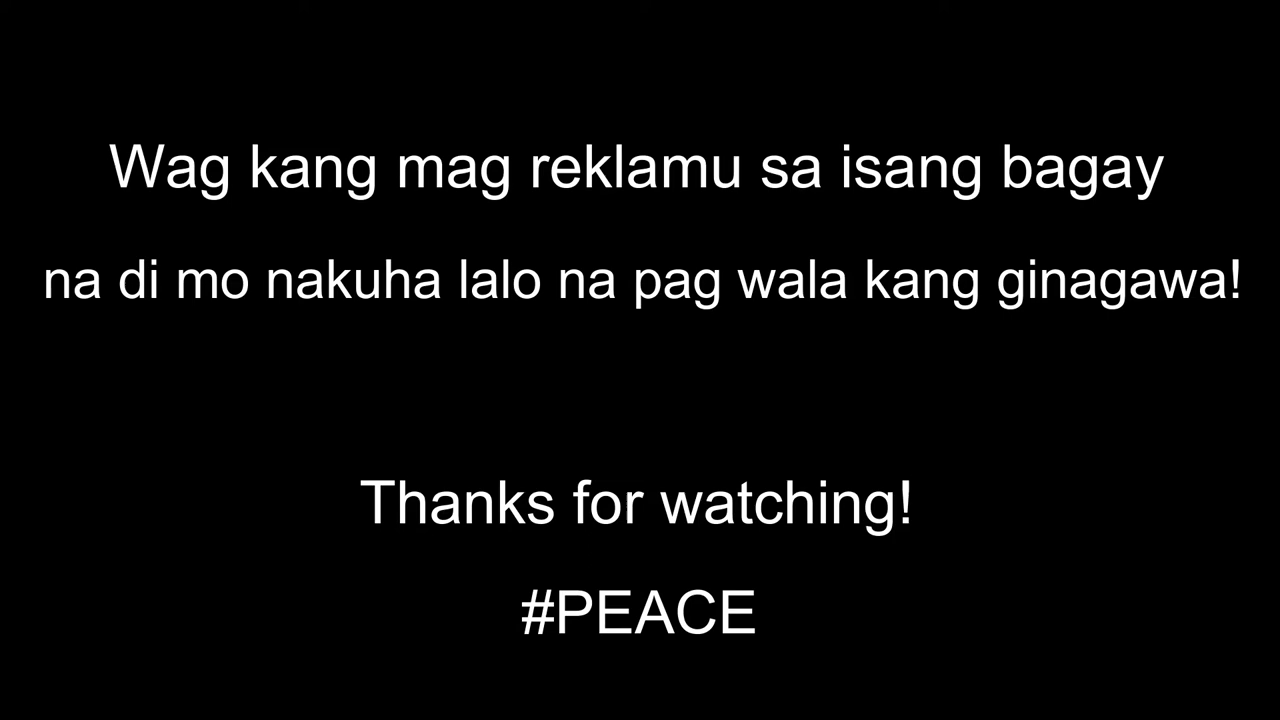 Wag kang mag reklamu sa isang bagay
na di mo nakuha lalo na pag wala kang ginagawa!
Thanks for watching!
#PEACE